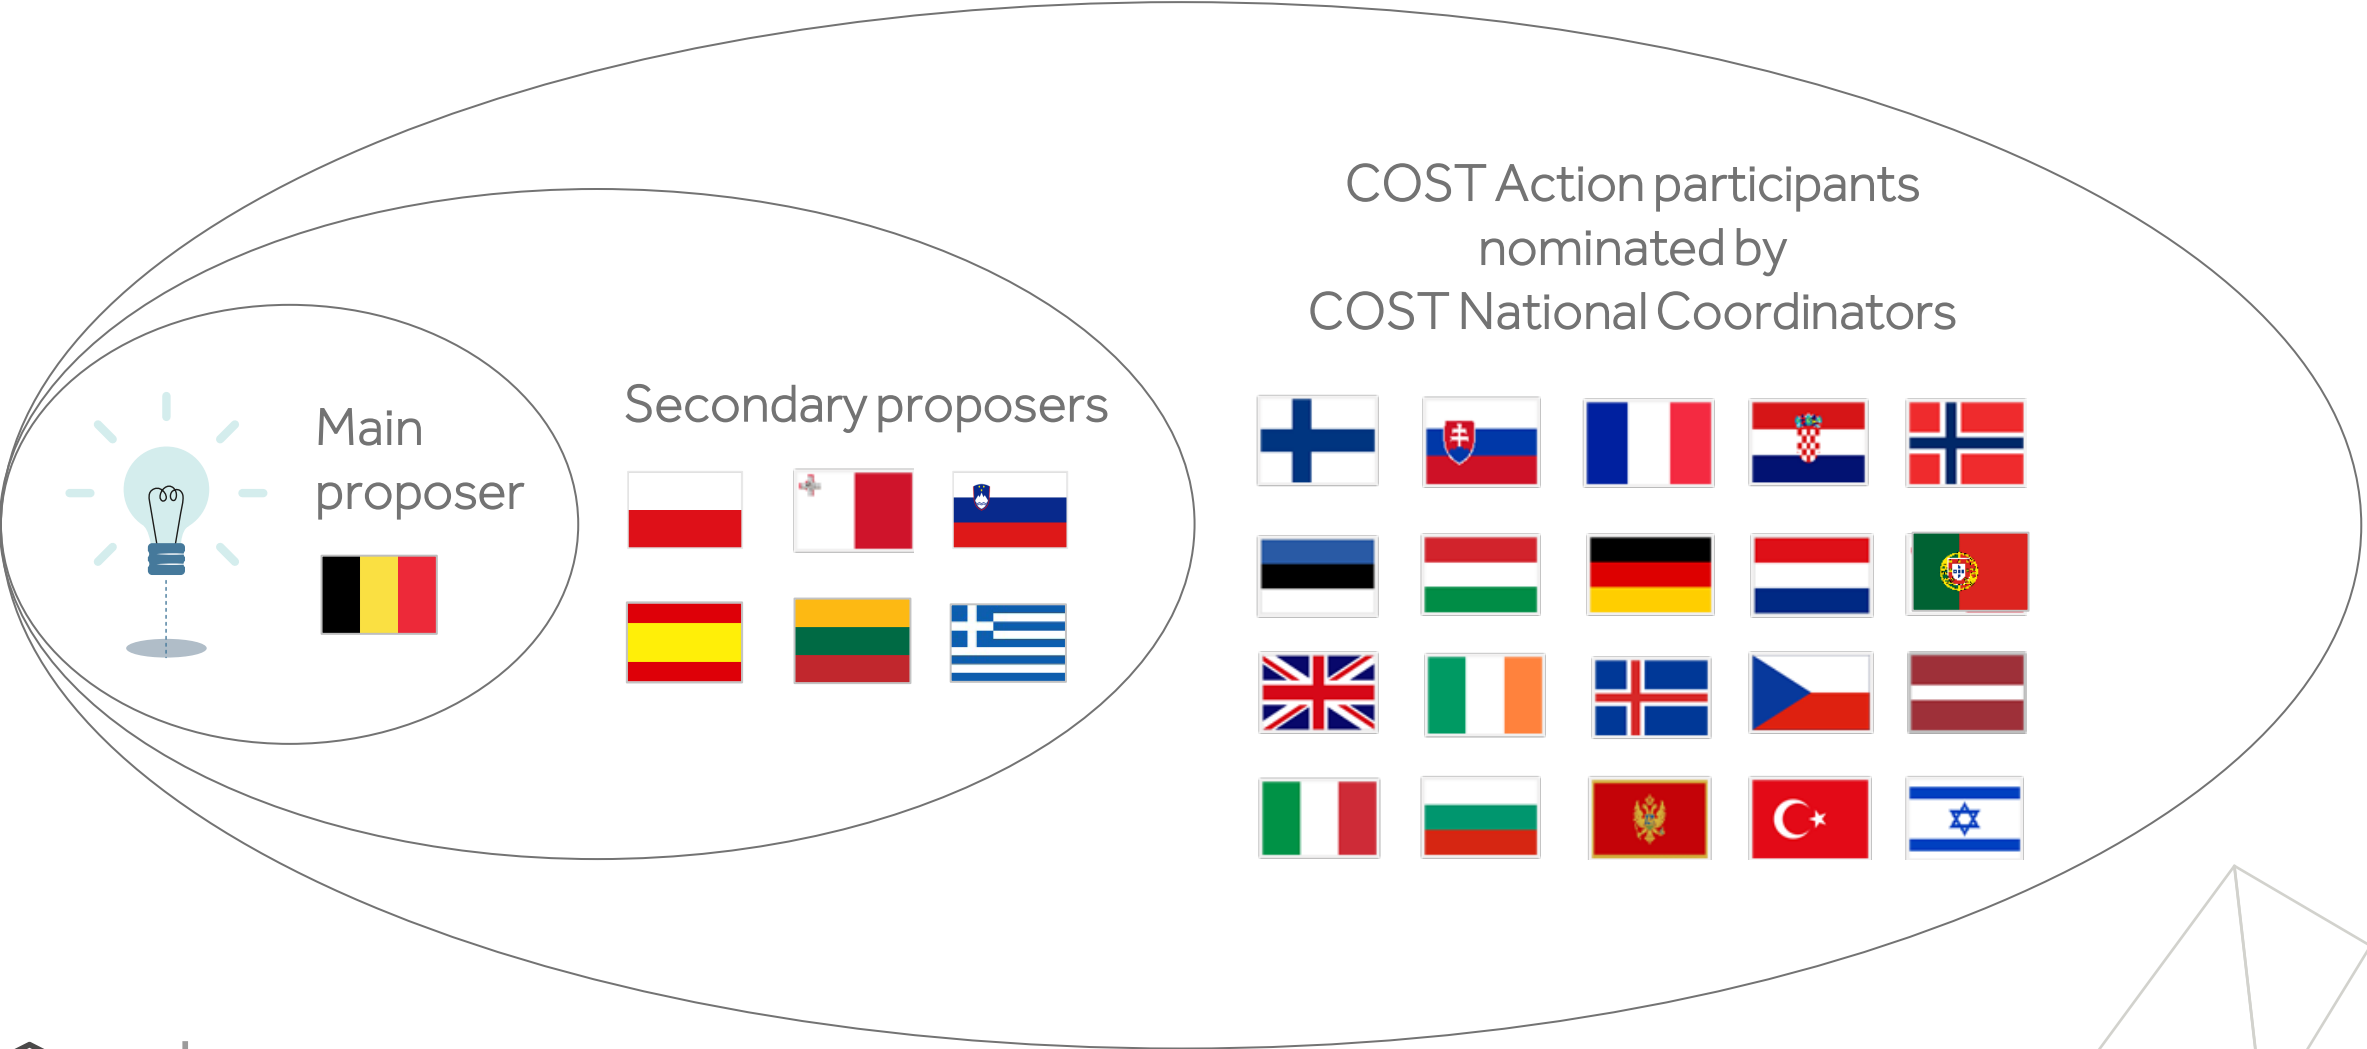 Main
proposer
Secondary proposers
COST Action participants
nominated by
COST National Coordinators